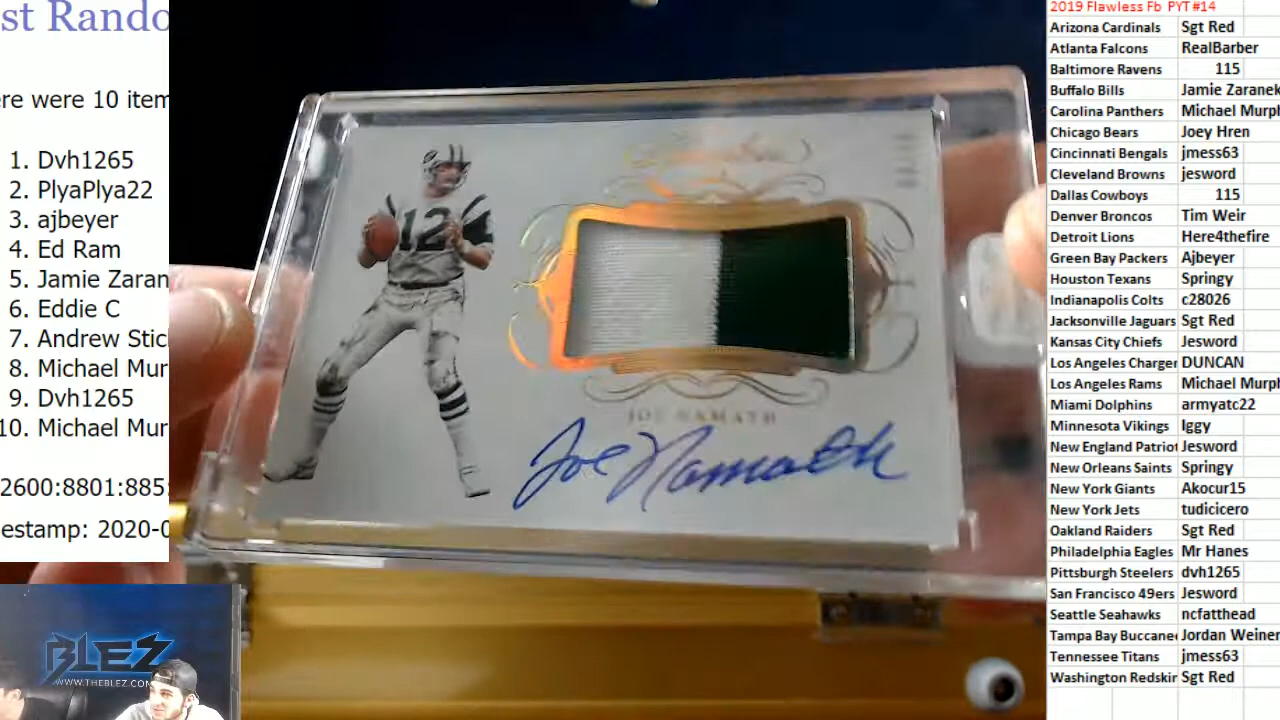 st Rando
ere were 10 item
1. Dvh1265
2. PlyaPlya22
3. ajbeyer
4. Ed Ram
5. Jamie Zaran
6. Eddie C
7. Andrew Stic
8. Michael Mur
9. Dvh1265
10. Michael Mur
2600:8801:885:
estamp: 2020-0
BLEZ
WWW.THEBLEZ.COM
12
JOE NAMATH
Joe Namath
2019 Flawless Fb PYT #14
Arizona Cardinals Sgt Red
Atlanta Falcons RealBarber
Baltimore Ravens 115
Buffalo Bills Jamie Zaranek
Carolina Panthers Michael Murph
Chicago Bears Joey Hren
Cincinnati Bengals jmess63
Cleveland Browns jesword
Dallas Cowboys 115
Denver Broncos Tim Weir
Detroit Lions Here4thefire
Green Bay Packers Ajbeyer
Houston Texans Springy
Indianapolis Colts c28026
Jacksonville Jaguars Sgt Red
Kansas City Chiefs Jesword
Los Angeles Charger DUNCAN
Los Angeles Rams Michael Murph
Miami Dolphins armyatc22
Minnesota Vikings Iggy
New England Patriot Jesword
New Orleans Saints Springy
New York Giants Akocur15
New York Jets tudicicero
Oakland Raiders Sgt Red
Philadelphia Eagles Mr Hanes
Pittsburgh Steelers dvh1265
San Francisco 49ers Jesword
Seattle Seahawks ncfatthead
Tampa Bay Buccanee Jordan Weiner
Tennessee Titans jmess63
Washington Redskin Sgt Red